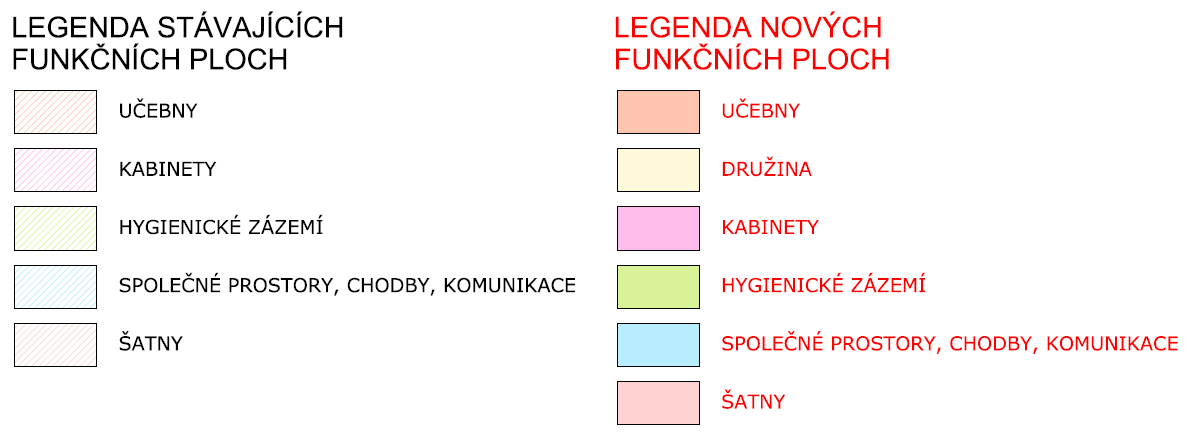 LEGENDA STÁVAJÍCÍCH
FUNKČNÍCH PLOCH
UČEBNY
KABINETY
HYGIENICKÉ ZÁZEMÍ
SPOLEČNÉ PROSTORY, CHODBY, KOMUNIKACE
ŠATNY
LEGENDA NOVÝCH
FUNKČNÍCH PLOCH
UČEBNY
DRUŽINA
KABINETY
HYGIENICKÉ ZÁZEMÍ
SPOLEČNÉ PROSTORY, CHODBY, KOMUNIKACE
ŠATNY